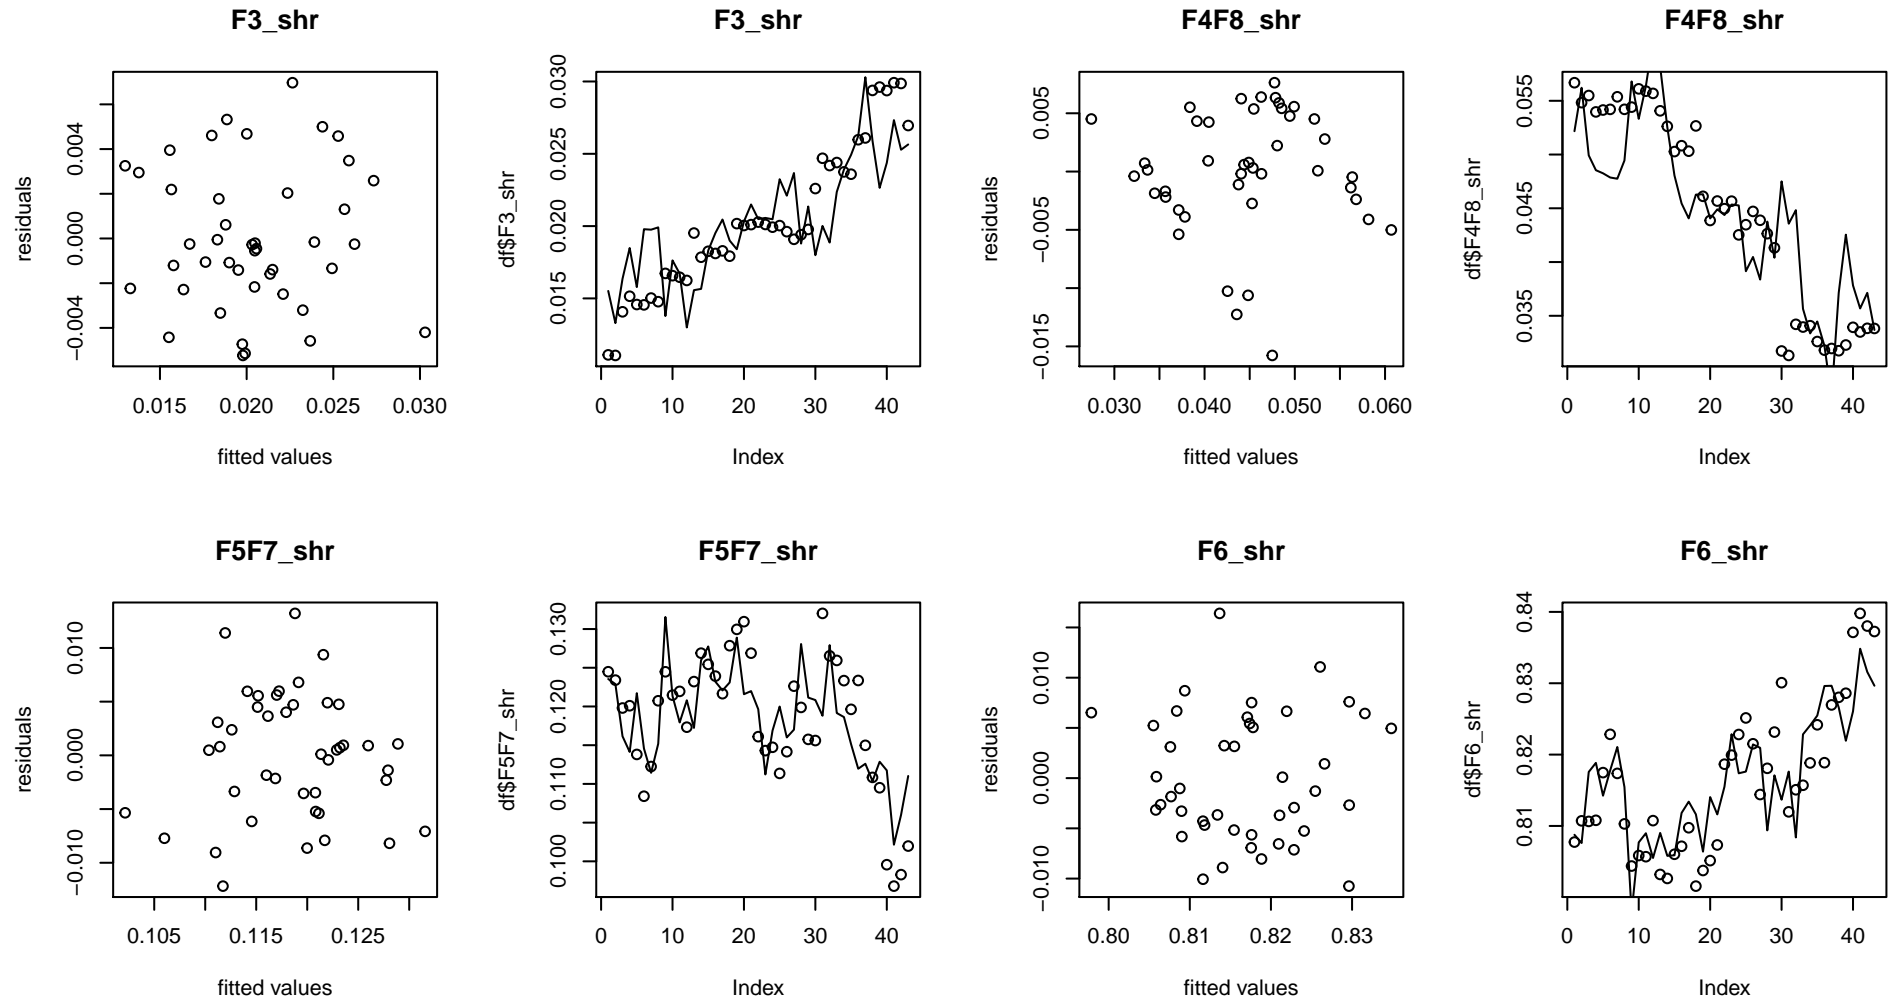 F3_shr
residuals
−0.004 0.000 0.004
0.015 0.020 0.025 0.030
fitted values
F3_shr
df$F3_shr
0.015 0.020 0.025 0.030
0 10 20 30 40
Index
F4F8_shr
residuals
−0.015 −0.005 0.005
0.030 0.040 0.050 0.060
fitted values
F4F8_shr
df$F4F8_shr
0.035 0.045 0.055
0 10 20 30 40
Index
F5F7_shr
residuals
−0.010 0.000 0.010
0.105 0.115 0.125
fitted values
F5F7_shr
df$F5F7_shr
0.100 0.110 0.120 0.130
0 10 20 30 40
Index
F6_shr
residuals
−0.010 0.000 0.010
0.80 0.81 0.82 0.83
fitted values
F6_shr
df$F6_shr
0.81 0.82 0.83 0.84
0 10 20 30 40
Index